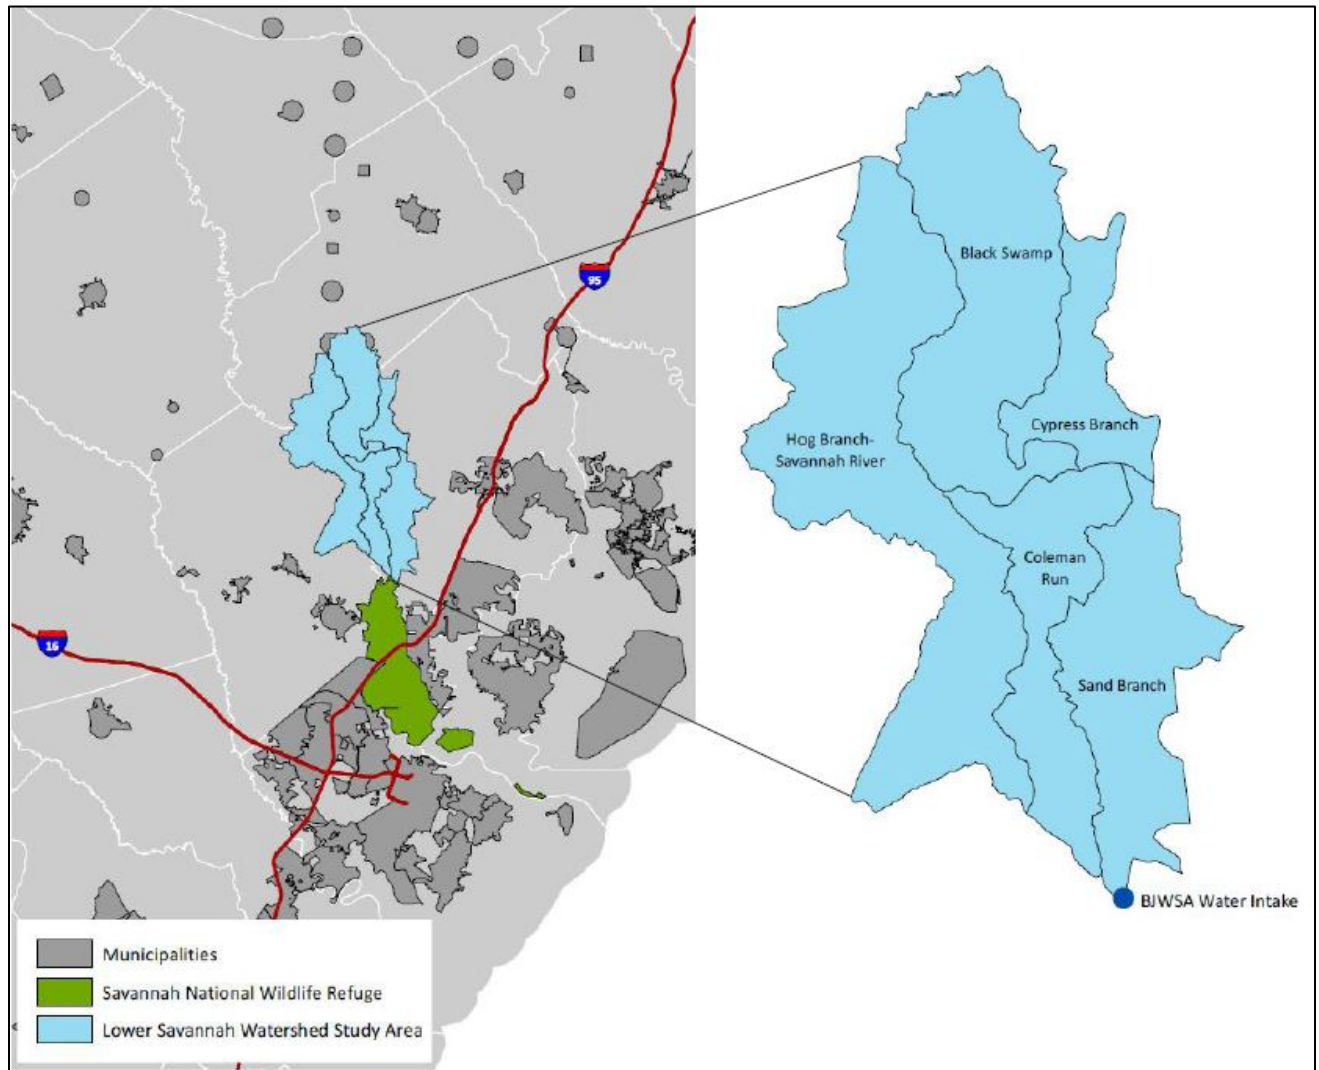 95
16
Black Swamp
Cypress Branch
Hog Branch-
Savannah River
Coleman
Run
Sand Branch
BJWSA Water Intake
Municipalities
Savannah National Wildlife Refuge
Lower Savannah Watershed Study Area